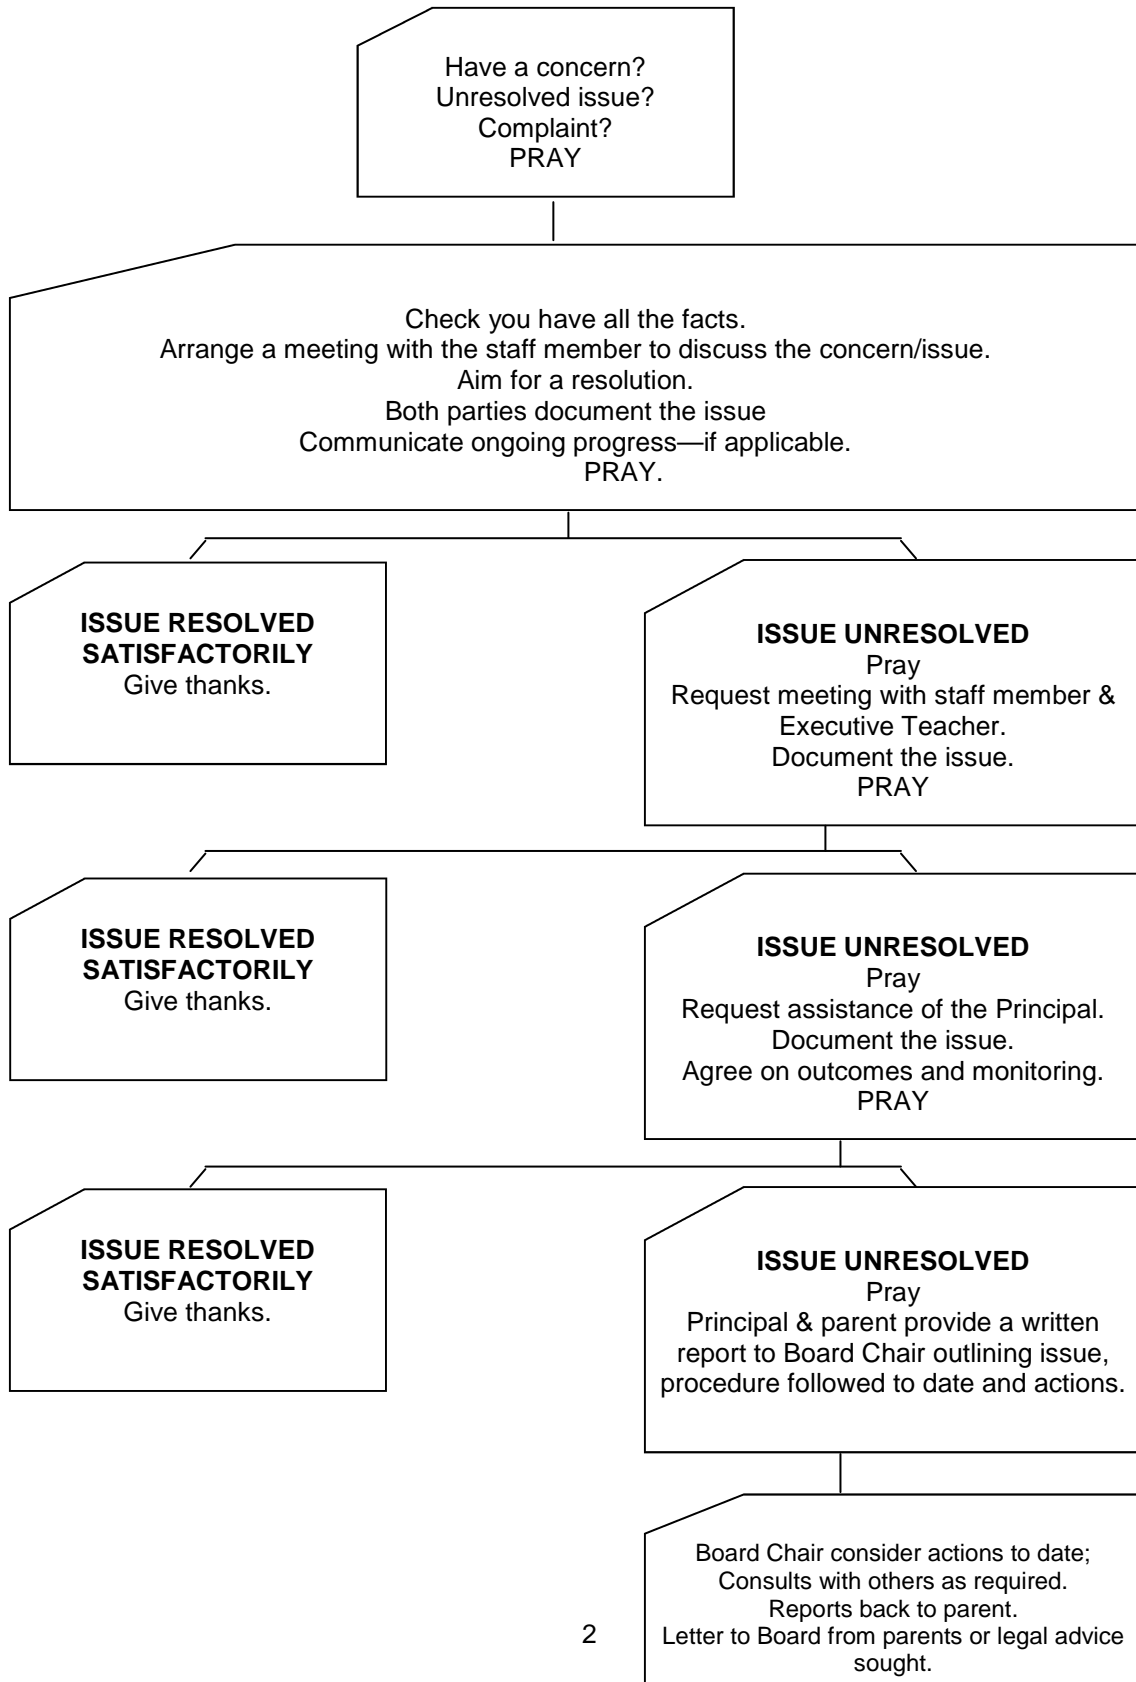 Have a concern?
Unresolved issue?
Complaint?
PRAY
Check you have all the facts.
Arrange a meeting with the staff member to discuss the concern/issue.
Aim for a resolution.
Both parties document the issue
Communicate ongoing progress—if applicable.
PRAY.
ISSUE RESOLVED
SATISFACTORILY
Give thanks.
ISSUE UNRESOLVED
Pray
Request meeting with staff member &
Executive Teacher.
Document the issue.
PRAY
ISSUE RESOLVED
SATISFACTORILY
Give thanks.
ISSUE UNRESOLVED
Pray
Request assistance of the Principal.
Document the issue.
Agree on outcomes and monitoring.
PRAY
ISSUE RESOLVED
SATISFACTORILY
Give thanks.
ISSUE UNRESOLVED
Pray
Principal & parent provide a written
report to Board Chair outlining issue,
procedure followed to date and actions.
Board Chair consider actions to date;
Consults with others as required.
Reports back to parent.
Letter to Board from parents or legal advice
sought.
2